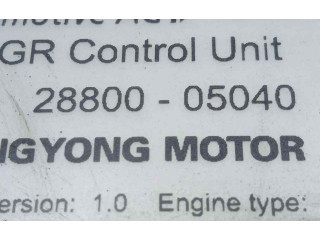 GR Control Unit
28800 - 05040
NGYONG MOTOR
ersion: 1.0 Engine type: